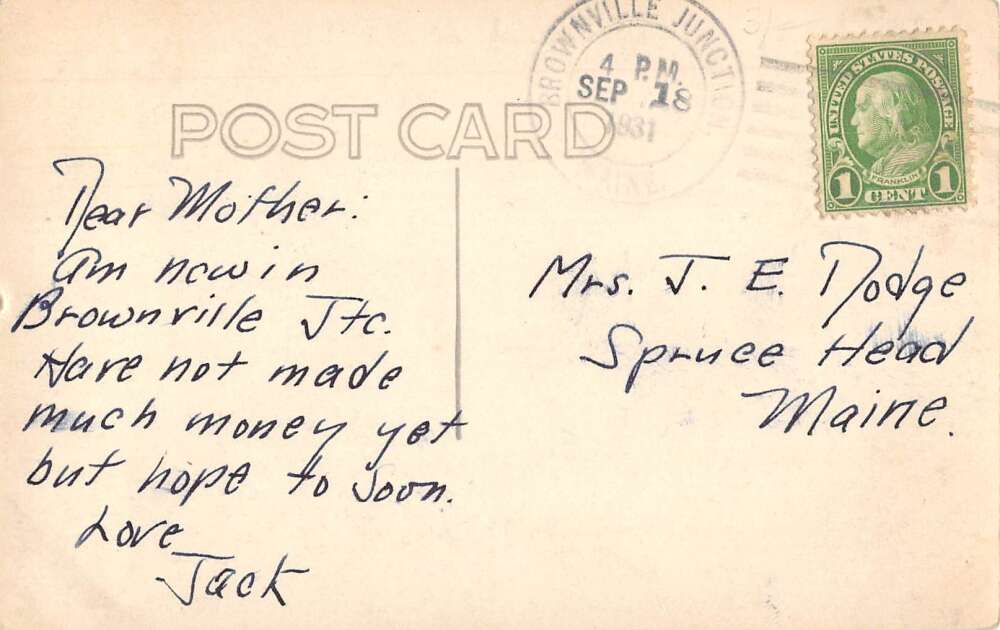 BROWNVILLE JUNCTION
4 P.M.
SEP 18
1931
MAINE
UNITED STATES POSTAGE
FRANKLIN
1 CENT 1
POST CARD
Dear Mother:
Am now in
Brownville Jtc.
Have not made
much money yet
but hope to soon.
Love
Jack
Mrs. J. E. Dodge
Spruce Head
Maine.